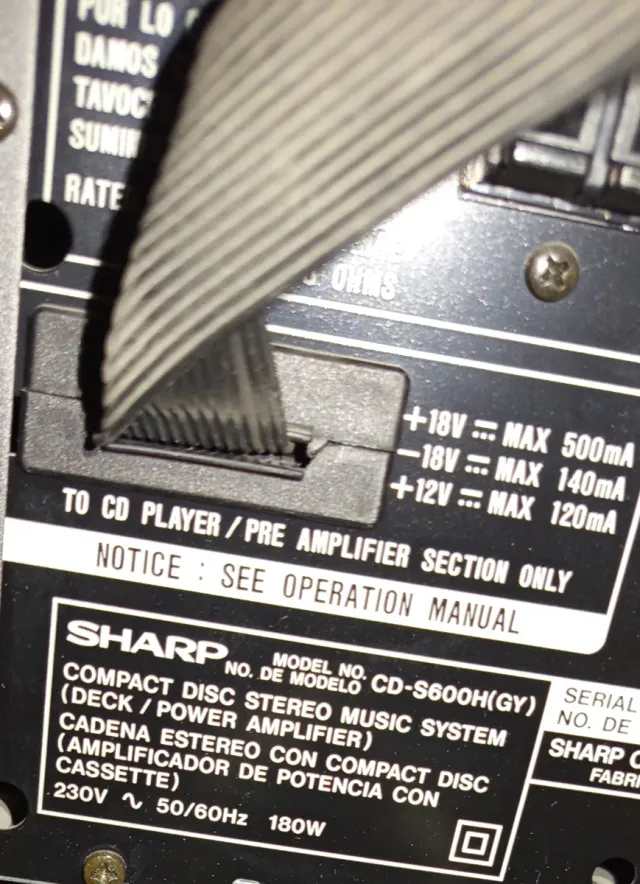 POR LO
DAMOS
SUMIN
RATE
OHMS
+18V MAX 500mA
-18V MAX 140mA
+12V MAX 120mA
TO CD PLAYER / PRE AMPLIFIER SECTION ONLY
NOTICE : SEE OPERATION MANUAL
SHARP MODEL NO. NO. DE MODELO CD-S600H(GY)
COMPACT DISC STEREO MUSIC SYSTEM
(DECK / POWER AMPLIFIER)
CADENA ESTEREO CON COMPACT DISC
(AMPLIFICADOR DE POTENCIA CON
CASSETTE)
230V ∿ 50/60Hz 180W
SERIAL
NO. DE
SHARP
FABRI